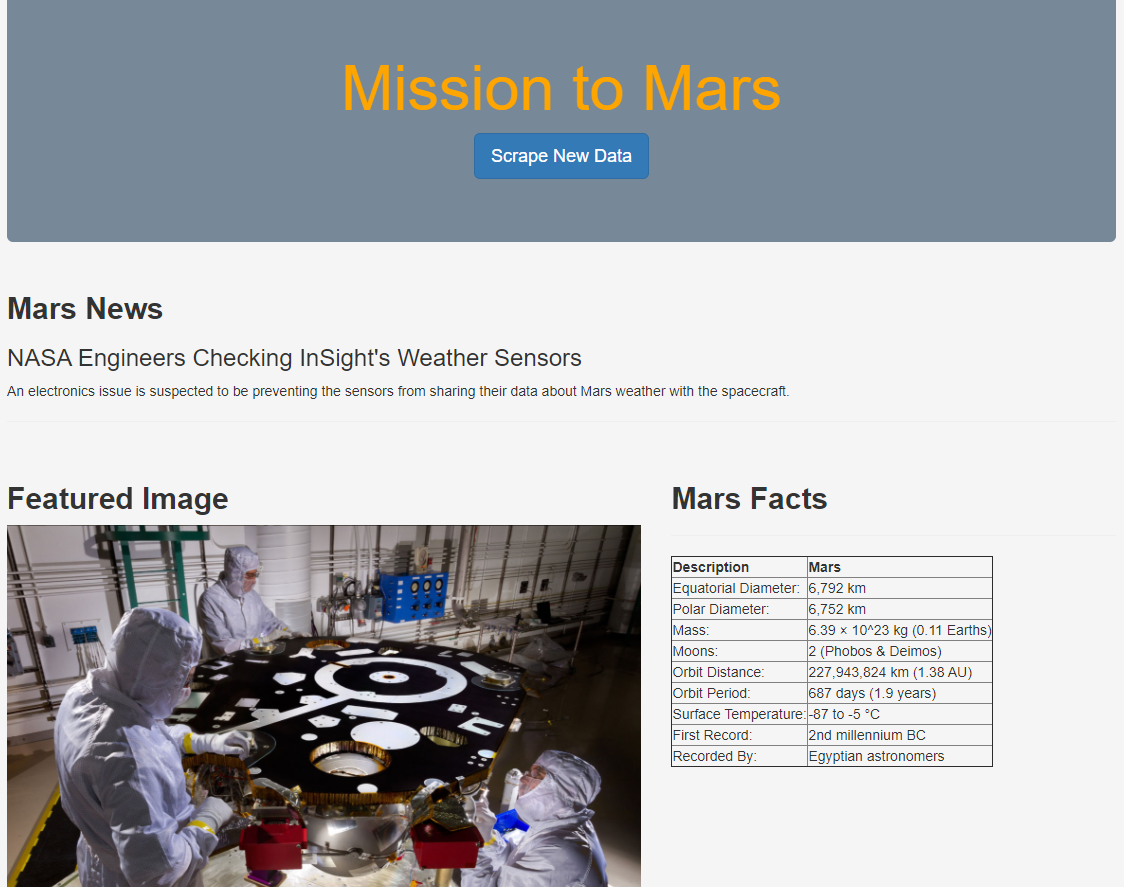 Mission to Mars
Scrape New Data
Mars News
NASA Engineers Checking InSight's Weather Sensors
An electronics issue is suspected to be preventing the sensors from sharing their data about Mars weather with the spacecraft.
Featured Image
Mars Facts
Description Mars
Equatorial Diameter: 6,792 km
Polar Diameter: 6,752 km
Mass: 6.39 × 10^23 kg (0.11 Earths)
Moons: 2 (Phobos & Deimos)
Orbit Distance: 227,943,824 km (1.38 AU)
Orbit Period: 687 days (1.9 years)
Surface Temperature: -87 to -5 °C
First Record: 2nd millennium BC
Recorded By: Egyptian astronomers